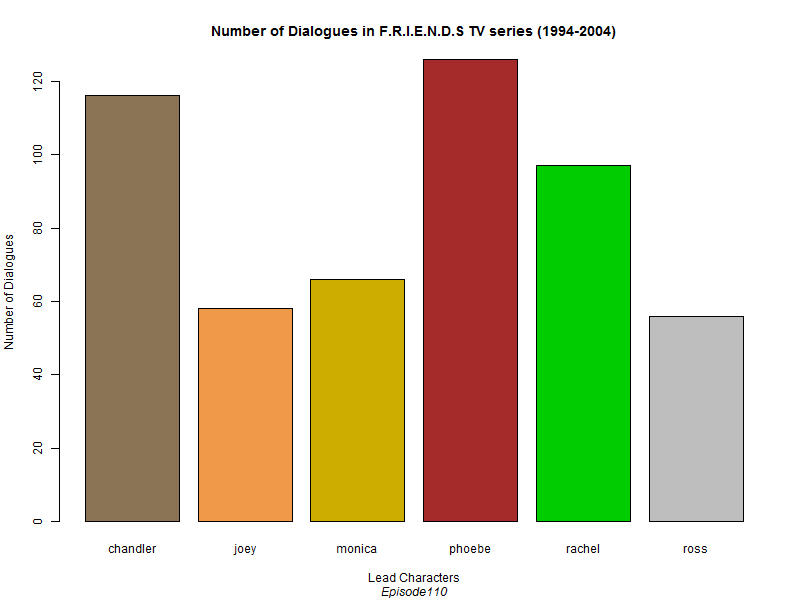 Number of Dialogues in F.R.I.E.N.D.S TV series (1994-2004)
Number of Dialogues
120
100
80
60
40
20
0
chandler joey monica phoebe rachel ross
Lead Characters
Episode110